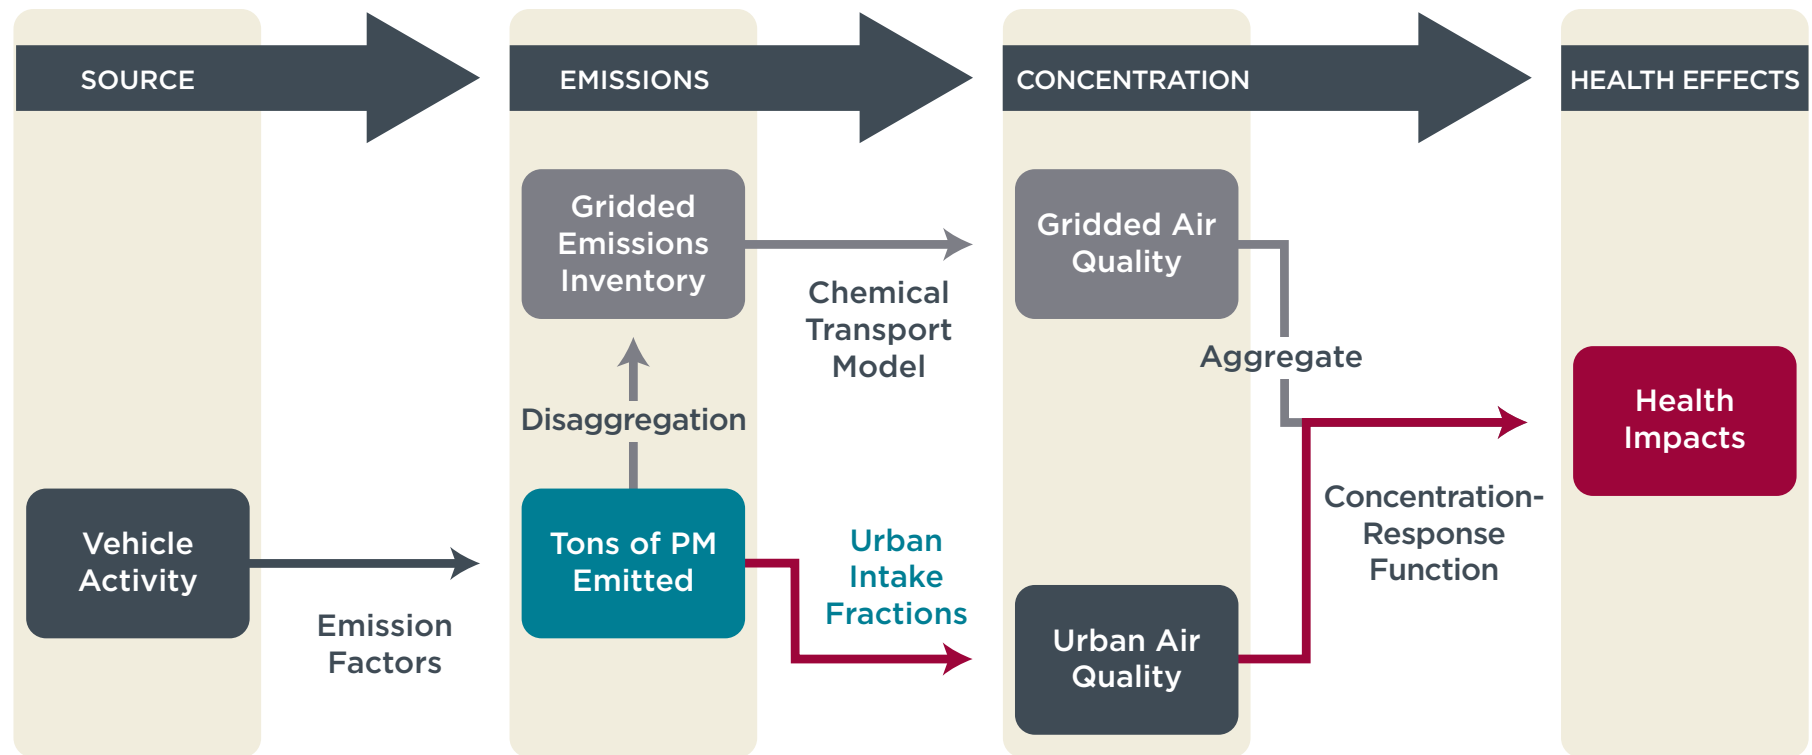 SOURCE
EMISSIONS
CONCENTRATION
HEALTH EFFECTS
Gridded
Emissions
Inventory
Chemical
Transport
Model
Gridded Air
Quality
Aggregate
Disaggregation
Health
Impacts
Vehicle
Activity
Emission
Factors
Tons of PM
Emitted
Urban
Intake
Fractions
Urban Air
Quality
Concentration-
Response
Function